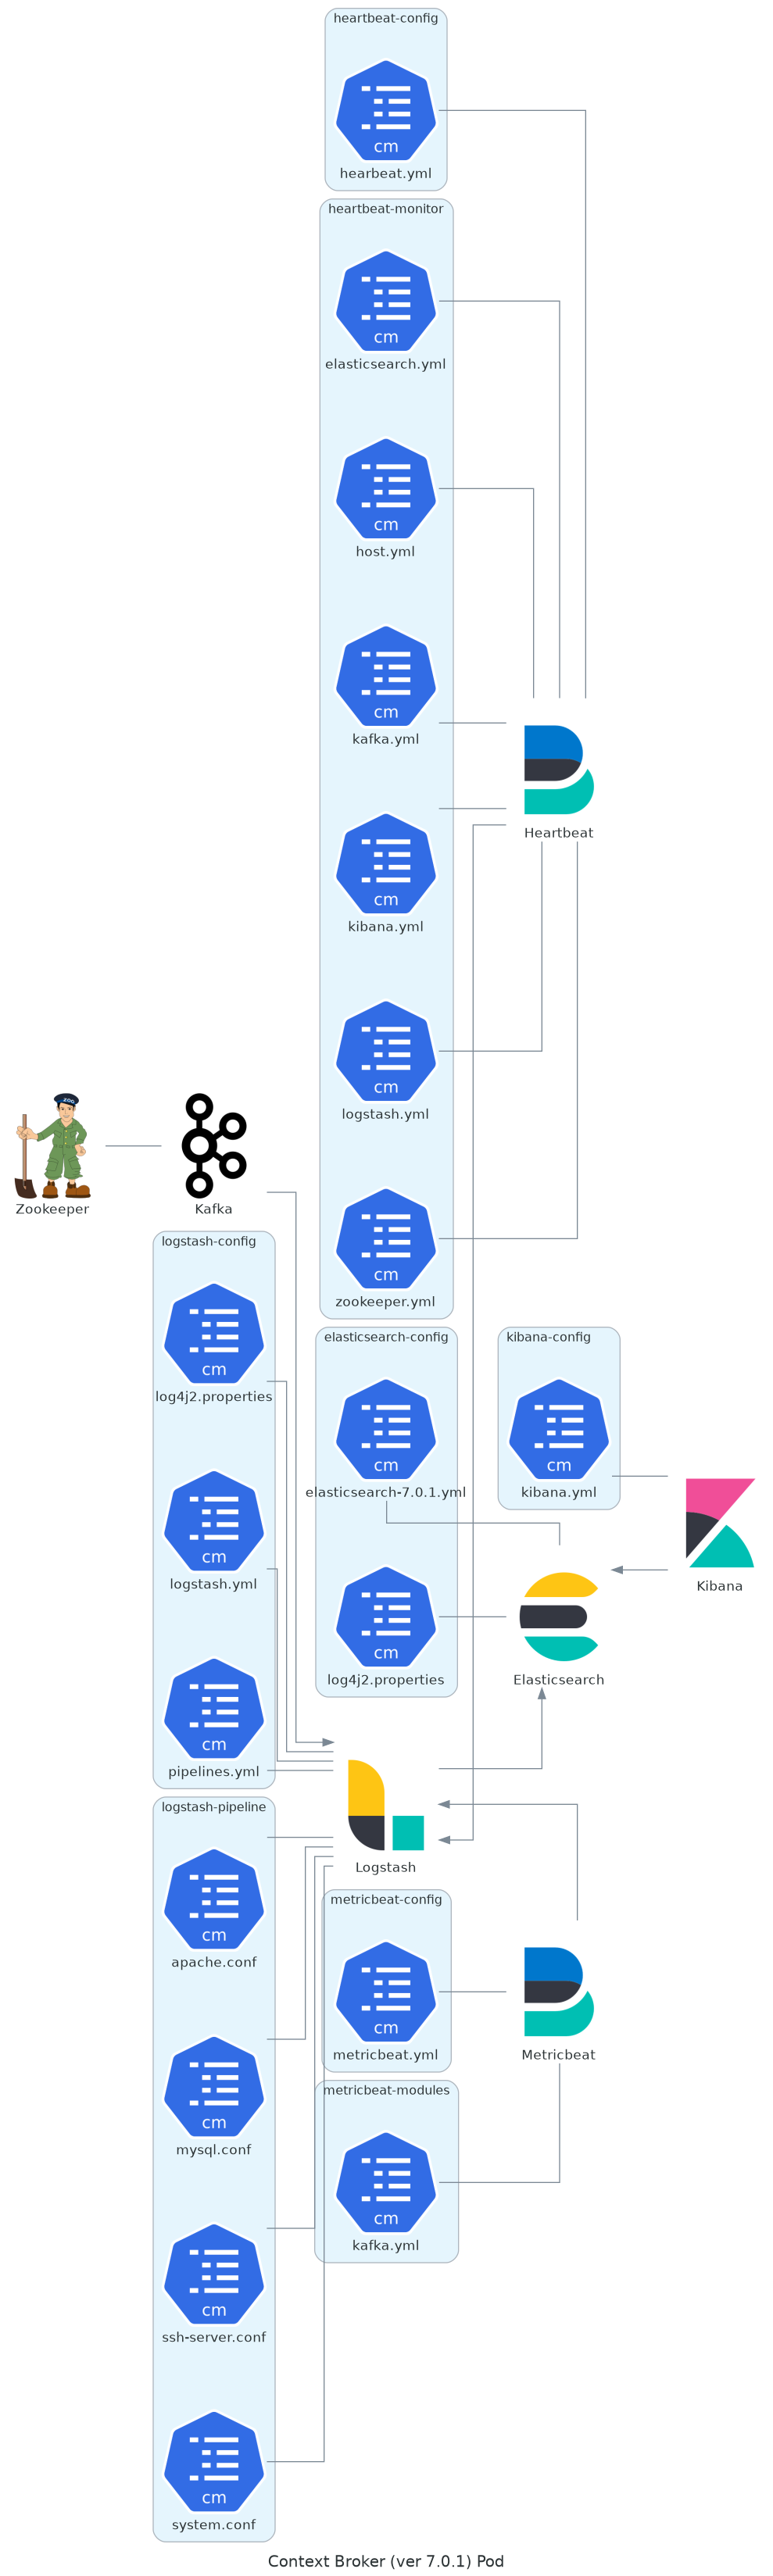 heartbeat-config
cm
hearbeat.yml
heartbeat-monitor
cm
elasticsearch.yml
cm
host.yml
cm
kafka.yml
Heartbeat
cm
kibana.yml
cm
logstash.yml
ZOO
Zookeeper
Kafka
cm
zookeeper.yml
logstash-config
cm
log4j2.properties
elasticsearch-config
cm
elasticsearch-7.0.1.yml
kibana-config
cm
kibana.yml
Kibana
cm
logstash.yml
cm
log4j2.properties
Elasticsearch
cm
pipelines.yml
Logstash
logstash-pipeline
cm
apache.conf
metricbeat-config
cm
metricbeat.yml
Metricbeat
cm
mysql.conf
metricbeat-modules
cm
kafka.yml
cm
ssh-server.conf
cm
system.conf
Context Broker (ver 7.0.1) Pod